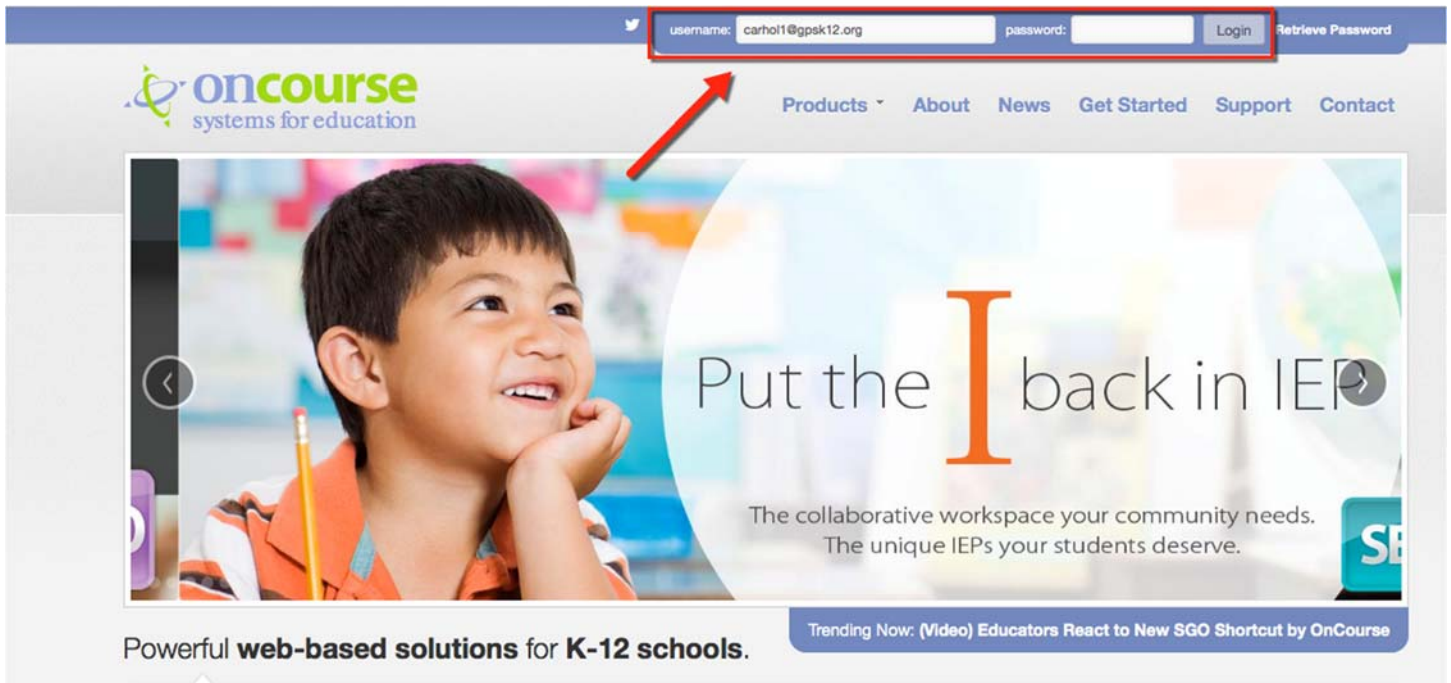 username: carhol1@gpsk12.org password: Login Retrieve Password
oncourse
systems for education
Products About News Get Started Support Contact
Put the I back in IEP
The collaborative workspace your community needs.
The unique IEPs your students deserve.
Trending Now: (Video) Educators React to New SGO Shortcut by OnCourse
Powerful web-based solutions for K-12 schools.